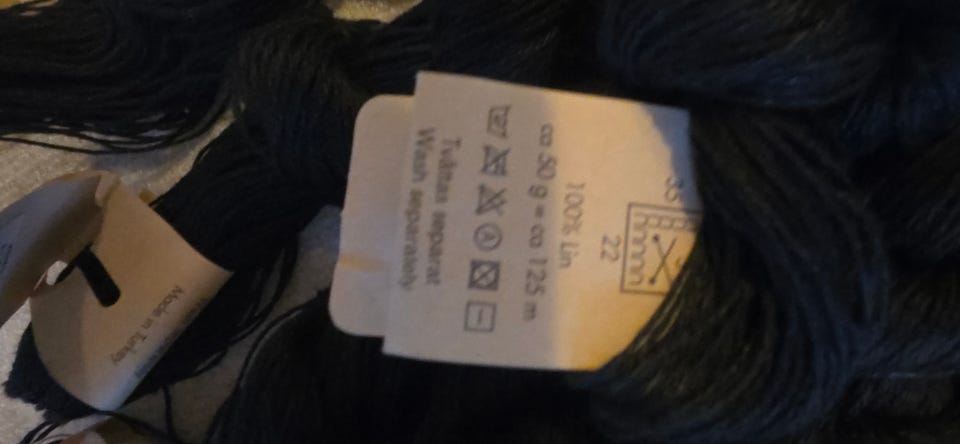 35
22
100% Lin
ca 50 g = ca 125 m
Tvättas separat
Wash separately
Made in Turkey